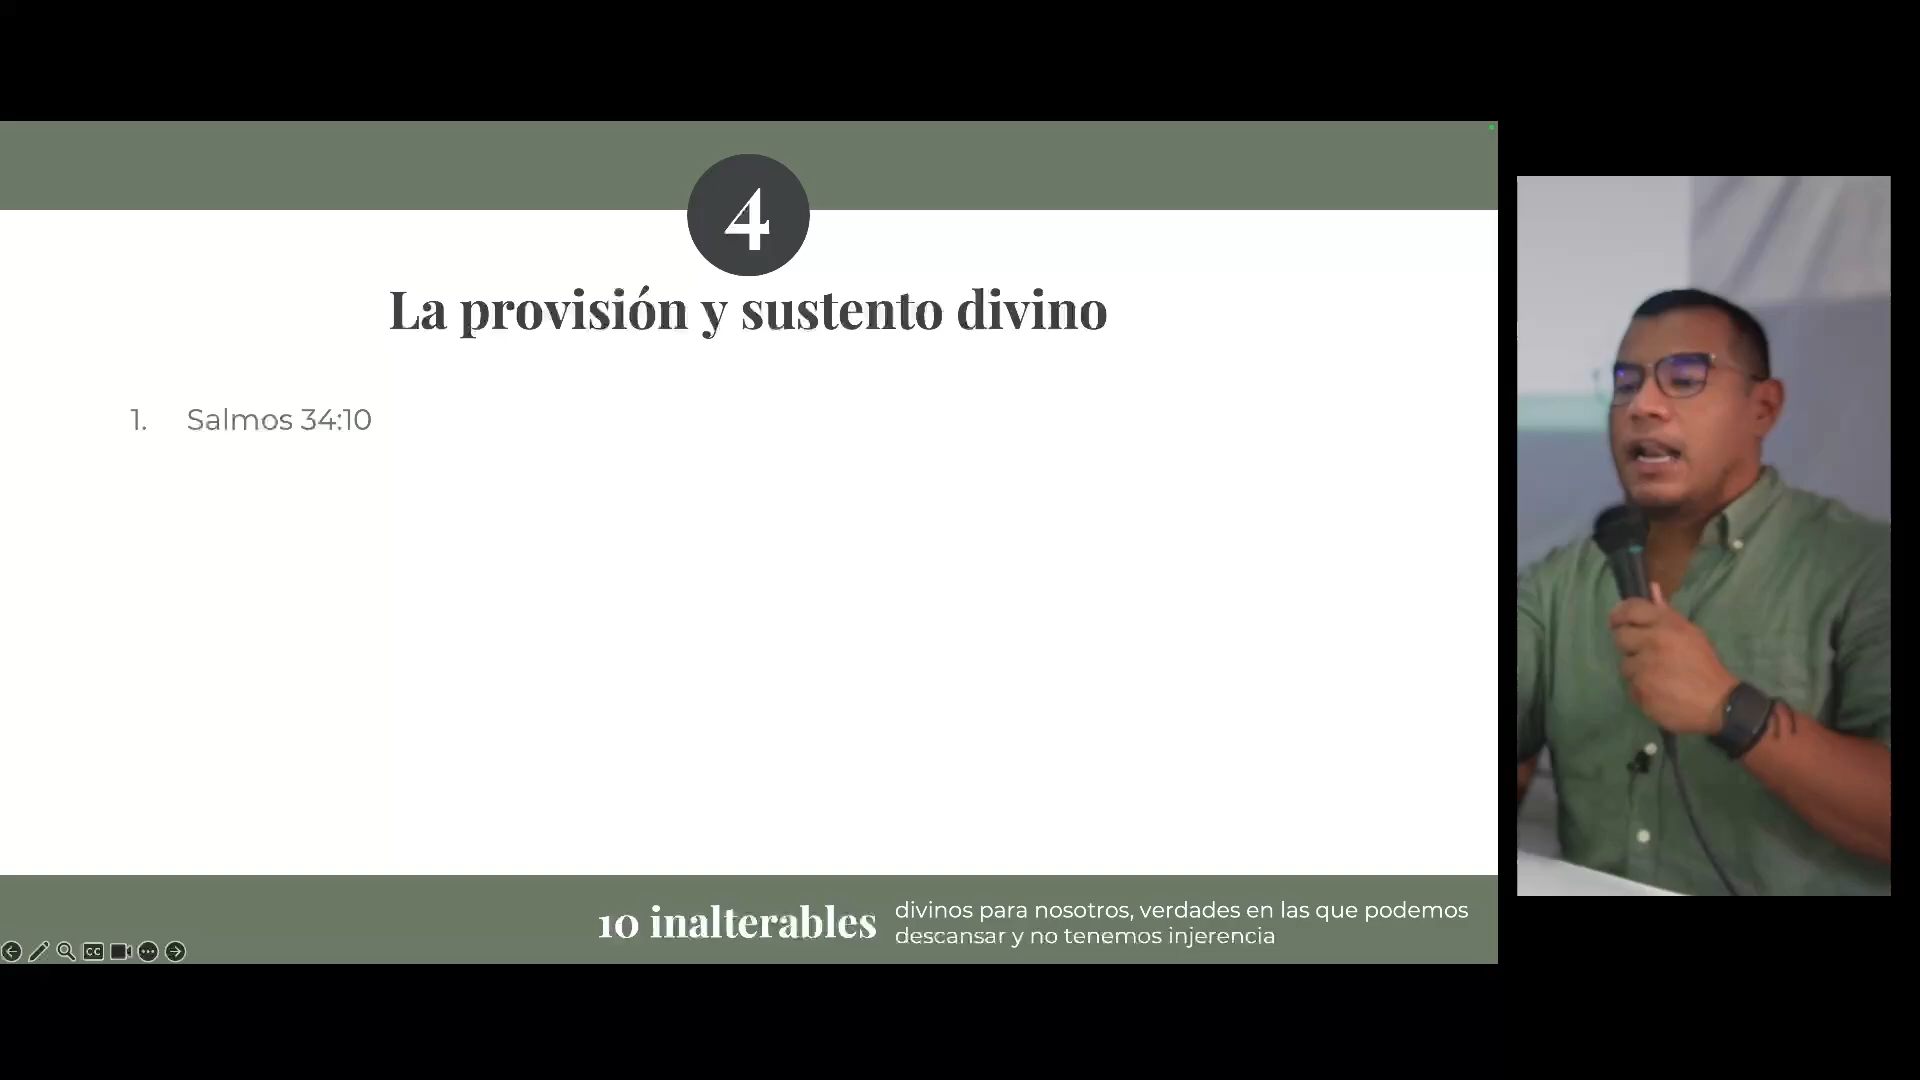 4
La provisión y sustento divino
1. Salmos 34:10
10 inalterables
divinos para nosotros, verdades en las que podemos
descansar y no tenemos injerencia
CC